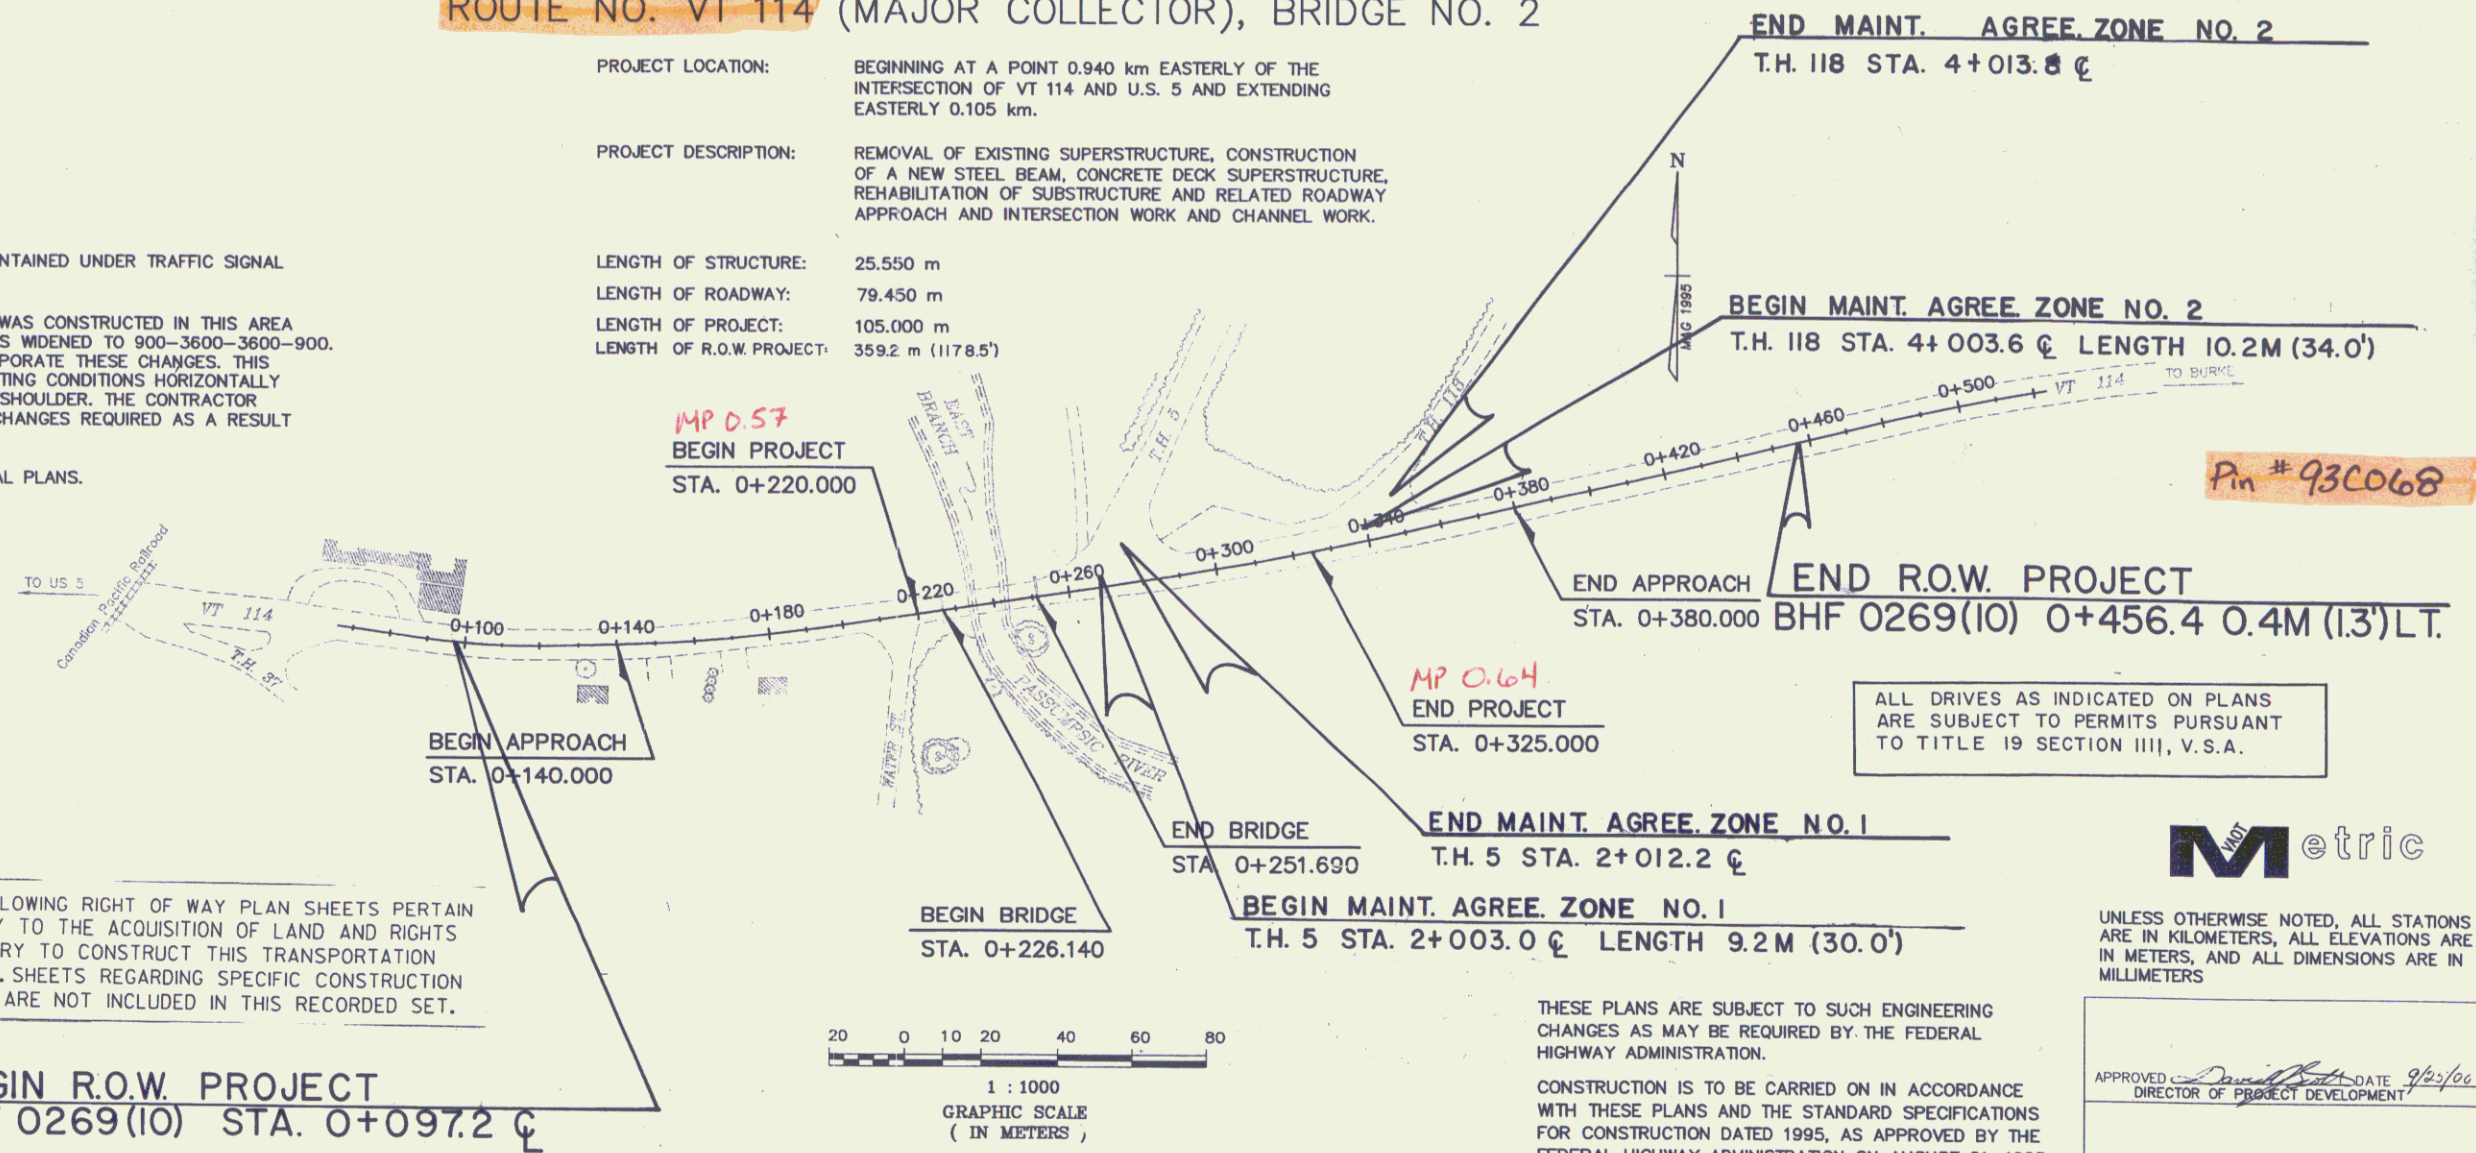 ROUTE NO. VT 114 (MAJOR COLLECTOR), BRIDGE NO. 2
PROJECT LOCATION: BEGINNING AT A POINT 0.940 km EASTERLY OF THE
INTERSECTION OF VT 114 AND U.S. 5 AND EXTENDING
EASTERLY 0.105 km.
PROJECT DESCRIPTION: REMOVAL OF EXISTING SUPERSTRUCTURE, CONSTRUCTION
OF A NEW STEEL BEAM, CONCRETE DECK SUPERSTRUCTURE,
REHABILITATION OF SUBSTRUCTURE AND RELATED ROADWAY
APPROACH AND INTERSECTION WORK AND CHANNEL WORK.
LENGTH OF STRUCTURE: 25.550 m
LENGTH OF ROADWAY: 79.450 m
LENGTH OF PROJECT: 105.000 m
LENGTH OF R.O.W. PROJECT: 359.2 m (1178.5')
NTAINED UNDER TRAFFIC SIGNAL
WAS CONSTRUCTED IN THIS AREA
S WIDENED TO 900-3600-3600-900.
PORATE THESE CHANGES. THIS
TING CONDITIONS HORIZONTALLY
SHOULDER. THE CONTRACTOR
CHANGES REQUIRED AS A RESULT
AL PLANS.
END MAINT. AGREE. ZONE NO. 2
T.H. 118 STA. 4+013.8 ℄
N
MAG 1995
BEGIN MAINT. AGREE. ZONE NO. 2
T.H. 118 STA. 4+003.6 ℄ LENGTH 10.2M (34.0')
MP 0.57
BEGIN PROJECT
STA. 0+220.000
EAST
BRANCH
T.H. 5
T.H. 118
0+500
VT 114
TO BURKE
0+460
0+420
0+380
0+340
0+300
0+260
0+220
0+180
0+140
0+100
Pin # 93C068
TO US 5
Canadian Pacific Railroad
VT 114
T.H. 37
WATER ST.
PASSUMPSIC
RIVER
END APPROACH
STA. 0+380.000
END R.O.W. PROJECT
BHF 0269(10) 0+456.4 0.4M (1.3') LT.
MP 0.64
END PROJECT
STA. 0+325.000
BEGIN APPROACH
STA. 0+140.000
ALL DRIVES AS INDICATED ON PLANS
ARE SUBJECT TO PERMITS PURSUANT
TO TITLE 19 SECTION 1111, V.S.A.
END BRIDGE
STA 0+251.690
END MAINT. AGREE. ZONE NO. 1
T.H. 5 STA. 2+012.2 ℄
BEGIN BRIDGE
STA. 0+226.140
BEGIN MAINT. AGREE. ZONE NO. 1
T.H. 5 STA. 2+003.0 ℄ LENGTH 9.2M (30.0')
VAOT
Metric
UNLESS OTHERWISE NOTED, ALL STATIONS
ARE IN KILOMETERS, ALL ELEVATIONS ARE
IN METERS, AND ALL DIMENSIONS ARE IN
MILLIMETERS
LOWING RIGHT OF WAY PLAN SHEETS PERTAIN
Y TO THE ACQUISITION OF LAND AND RIGHTS
RY TO CONSTRUCT THIS TRANSPORTATION
. SHEETS REGARDING SPECIFIC CONSTRUCTION
ARE NOT INCLUDED IN THIS RECORDED SET.
GIN R.O.W. PROJECT
0269(10) STA. 0+097.2 ℄
20 0 10 20 40 60 80
1 : 1000
GRAPHIC SCALE
( IN METERS )
THESE PLANS ARE SUBJECT TO SUCH ENGINEERING
CHANGES AS MAY BE REQUIRED BY THE FEDERAL
HIGHWAY ADMINISTRATION.
CONSTRUCTION IS TO BE CARRIED ON IN ACCORDANCE
WITH THESE PLANS AND THE STANDARD SPECIFICATIONS
FOR CONSTRUCTION DATED 1995, AS APPROVED BY THE
FEDERAL HIGHWAY ADMINISTRATION ON AUGUST
APPROVED David Scott DATE 9/25/00
DIRECTOR OF PROJECT DEVELOPMENT